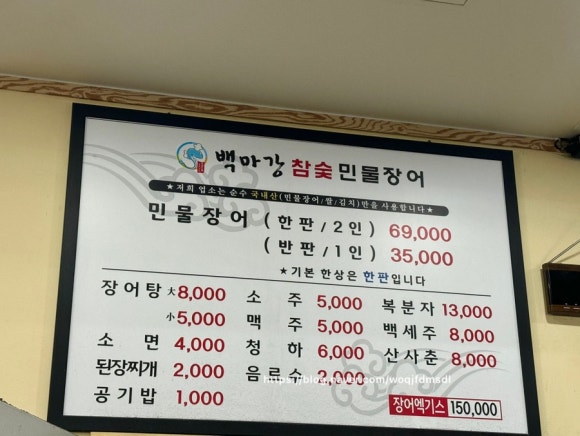 백마강 참숯 민물장어
★저희 업소는 순수 국내산(민물장어/쌀/김치)만을 사용합니다★
민물장어 (한판/2인) 69,000
(반판/1인) 35,000
★기본 한상은 한판입니다
장어탕 大8,000 소주 5,000 복분자 13,000
小5,000 맥주 5,000 백세주 8,000
소면 4,000 청하 6,000 산사춘 8,000
된장찌개 2,000 음료수 2,000
공기밥 1,000 장어엑기스 150,000
https://blog.naver.com/woqjfdmsdl